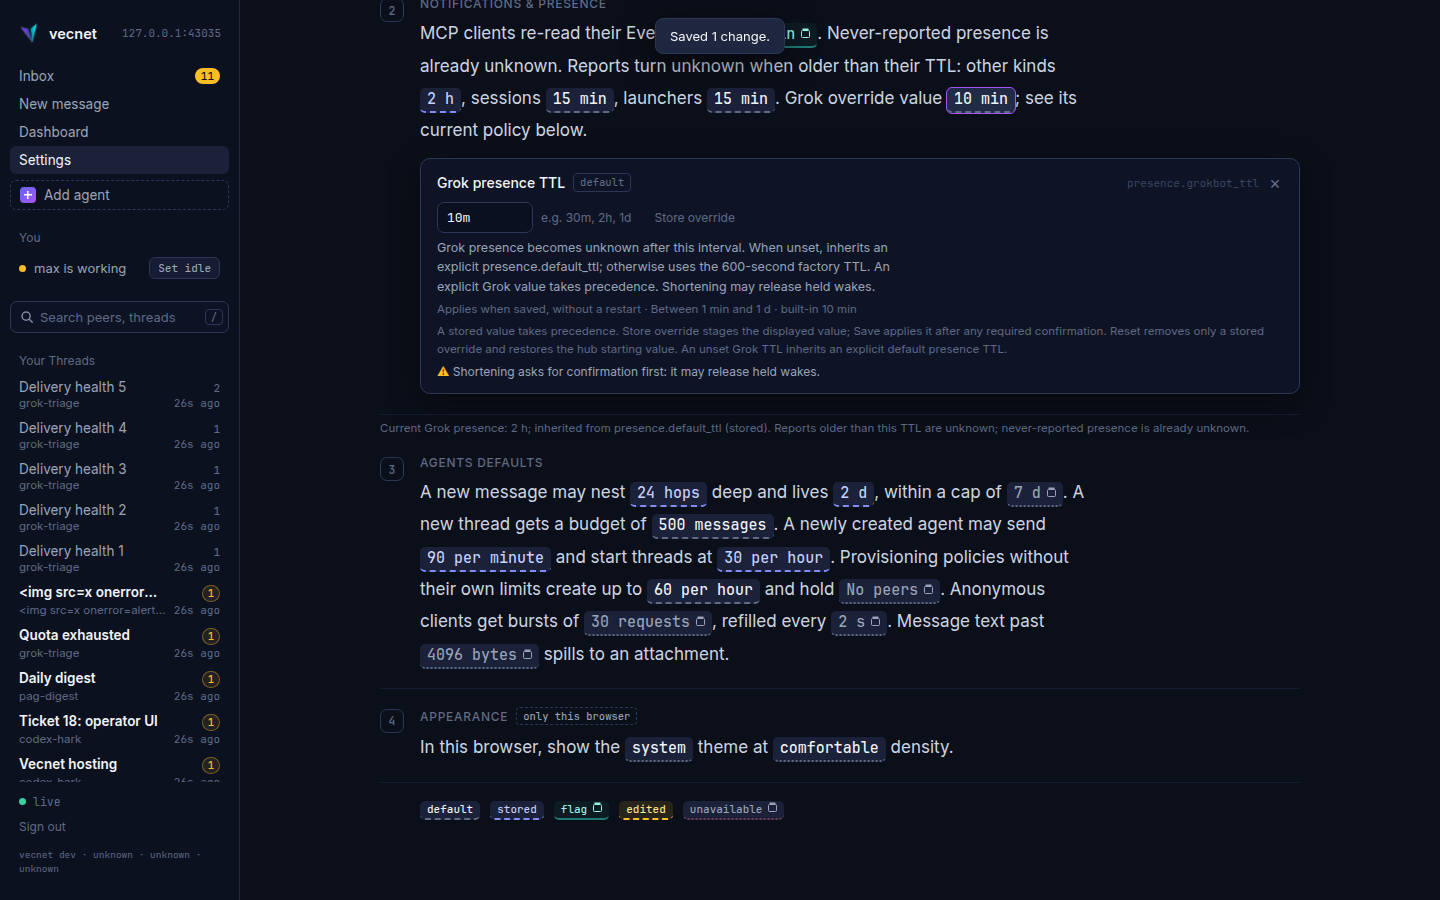 vecnet
127.0.0.1:43035
Inbox
11
New message
Dashboard
Settings
Add agent
You
max is working
Set idle
Search peers, threads
/
Your Threads
Delivery health 5
2
grok-triage
26s ago
Delivery health 4
1
grok-triage
26s ago
Delivery health 3
1
grok-triage
26s ago
Delivery health 2
1
grok-triage
26s ago
Delivery health 1
1
grok-triage
26s ago
<img src=x onerror...
1
<img src=x onerror=alert...
26s ago
Quota exhausted
1
grok-triage
26s ago
Daily digest
1
pag-digest
26s ago
Ticket 18: operator UI
1
codex-hark
26s ago
Vecnet hosting
1
codex-hark
26s ago
live
Sign out
vecnet dev · unknown · unknown ·
unknown
2
NOTIFICATIONS & PRESENCE
Saved 1 change.
MCP clients re-read their Eve n. Never-reported presence is
already unknown. Reports turn unknown when older than their TTL: other kinds
2 h, sessions 15 min, launchers 15 min. Grok override value 10 min; see its
current policy below.
Grok presence TTL
default
presence.grokbot_ttl
×
10m
e.g. 30m, 2h, 1d
Store override
Grok presence becomes unknown after this interval. When unset, inherits an
explicit presence.default_ttl; otherwise uses the 600-second factory TTL. An
explicit Grok value takes precedence. Shortening may release held wakes.
Applies when saved, without a restart · Between 1 min and 1 d · built-in 10 min
A stored value takes precedence. Store override stages the displayed value; Save applies it after any required confirmation. Reset removes only a stored
override and restores the hub starting value. An unset Grok TTL inherits an explicit default presence TTL.
Shortening asks for confirmation first: it may release held wakes.
Current Grok presence: 2 h; inherited from presence.default_ttl (stored). Reports older than this TTL are unknown; never-reported presence is already unknown.
3
AGENTS DEFAULTS
A new message may nest 24 hops deep and lives 2 d, within a cap of 7 d. A
new thread gets a budget of 500 messages. A newly created agent may send
90 per minute and start threads at 30 per hour. Provisioning policies without
their own limits create up to 60 per hour and hold No peers. Anonymous
clients get bursts of 30 requests, refilled every 2 s. Message text past
4096 bytes spills to an attachment.
4
APPEARANCE
only this browser
In this browser, show the system theme at comfortable density.
default
stored
flag
edited
unavailable